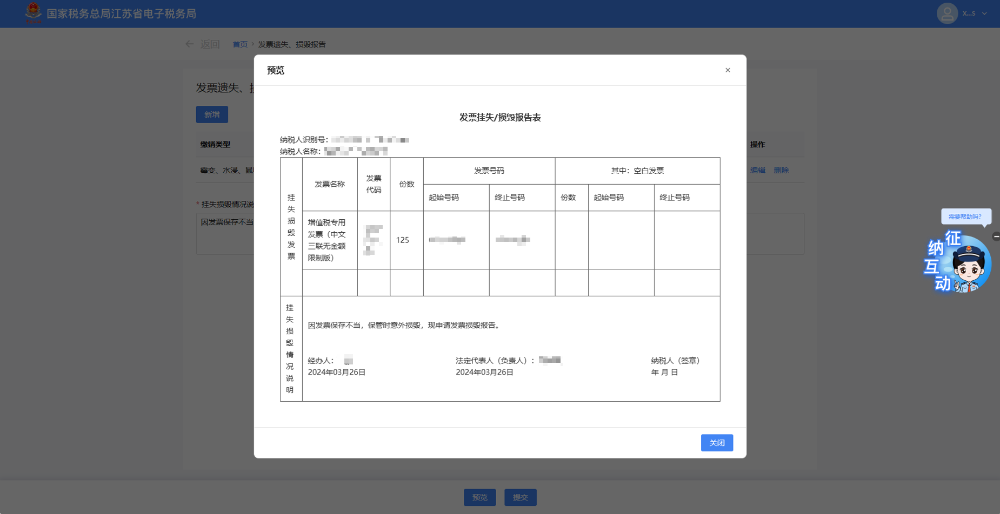 国家税务总局江苏省电子税务局
x...s
返回 首页 > 发票遗失、损毁报告
预览
×
发票遗失、
新增
缴销类型
操作
霉变、水浸、鼠
编辑 删除
* 挂失损毁情况说
因发票保存不当
发票挂失/损毁报告表
纳税人识别号：
纳税人名称：
挂失损毁发票
发票名称
发票代码
份数
发票号码
其中：空白发票
起始号码
终止号码
份数
起始号码
终止号码
增值税专用
发票（中文
三联无金额
限制版）
125
挂失损毁情况说明
因发票保存不当，保管时意外损毁，现申请发票损毁报告。
经办人：
法定代表人（负责人）：
纳税人（签章）
2024年03月26日
2024年03月26日
年 月 日
关闭
预览
提交
需要帮助吗?
征纳互动